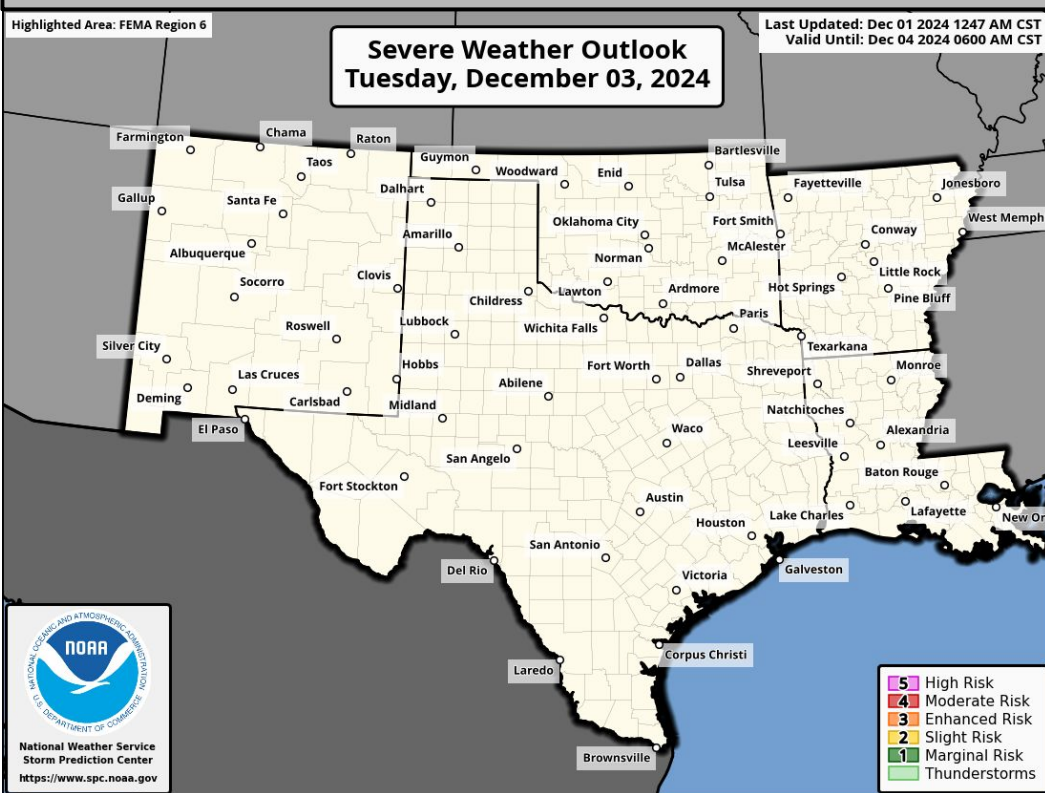 Highlighted Area: FEMA Region 6
Severe Weather Outlook
Tuesday, December 03, 2024
Last Updated: Dec 01 2024 1247 AM CST
Valid Until: Dec 04 2024 0600 AM CST
Farmington
Chama
Raton
Taos
Guymon
Woodward
Enid
Bartlesville
Tulsa
Fayetteville
Jonesboro
Gallup
Santa Fe
Dalhart
Oklahoma City
Fort Smith
West Memph
Albuquerque
Amarillo
Norman
McAlester
Conway
Socorro
Clovis
Childress
Lawton
Ardmore
Hot Springs
Little Rock
Pine Bluff
Roswell
Lubbock
Wichita Falls
Paris
Texarkana
Silver City
Las Cruces
Hobbs
Fort Worth
Dallas
Shreveport
Monroe
Deming
Carlsbad
Midland
Abilene
Natchitoches
El Paso
Waco
Leesville
Alexandria
San Angelo
Fort Stockton
Baton Rouge
Austin
Houston
Lake Charles
Lafayette
New Or
Del Rio
San Antonio
Galveston
Victoria
Laredo
Corpus Christi
Brownsville
NATIONAL OCEANIC AND ATMOSPHERIC ADMINISTRATION
NOAA
U.S. DEPARTMENT OF COMMERCE
National Weather Service
Storm Prediction Center
https://www.spc.noaa.gov
5 High Risk
4 Moderate Risk
3 Enhanced Risk
2 Slight Risk
1 Marginal Risk
Thunderstorms